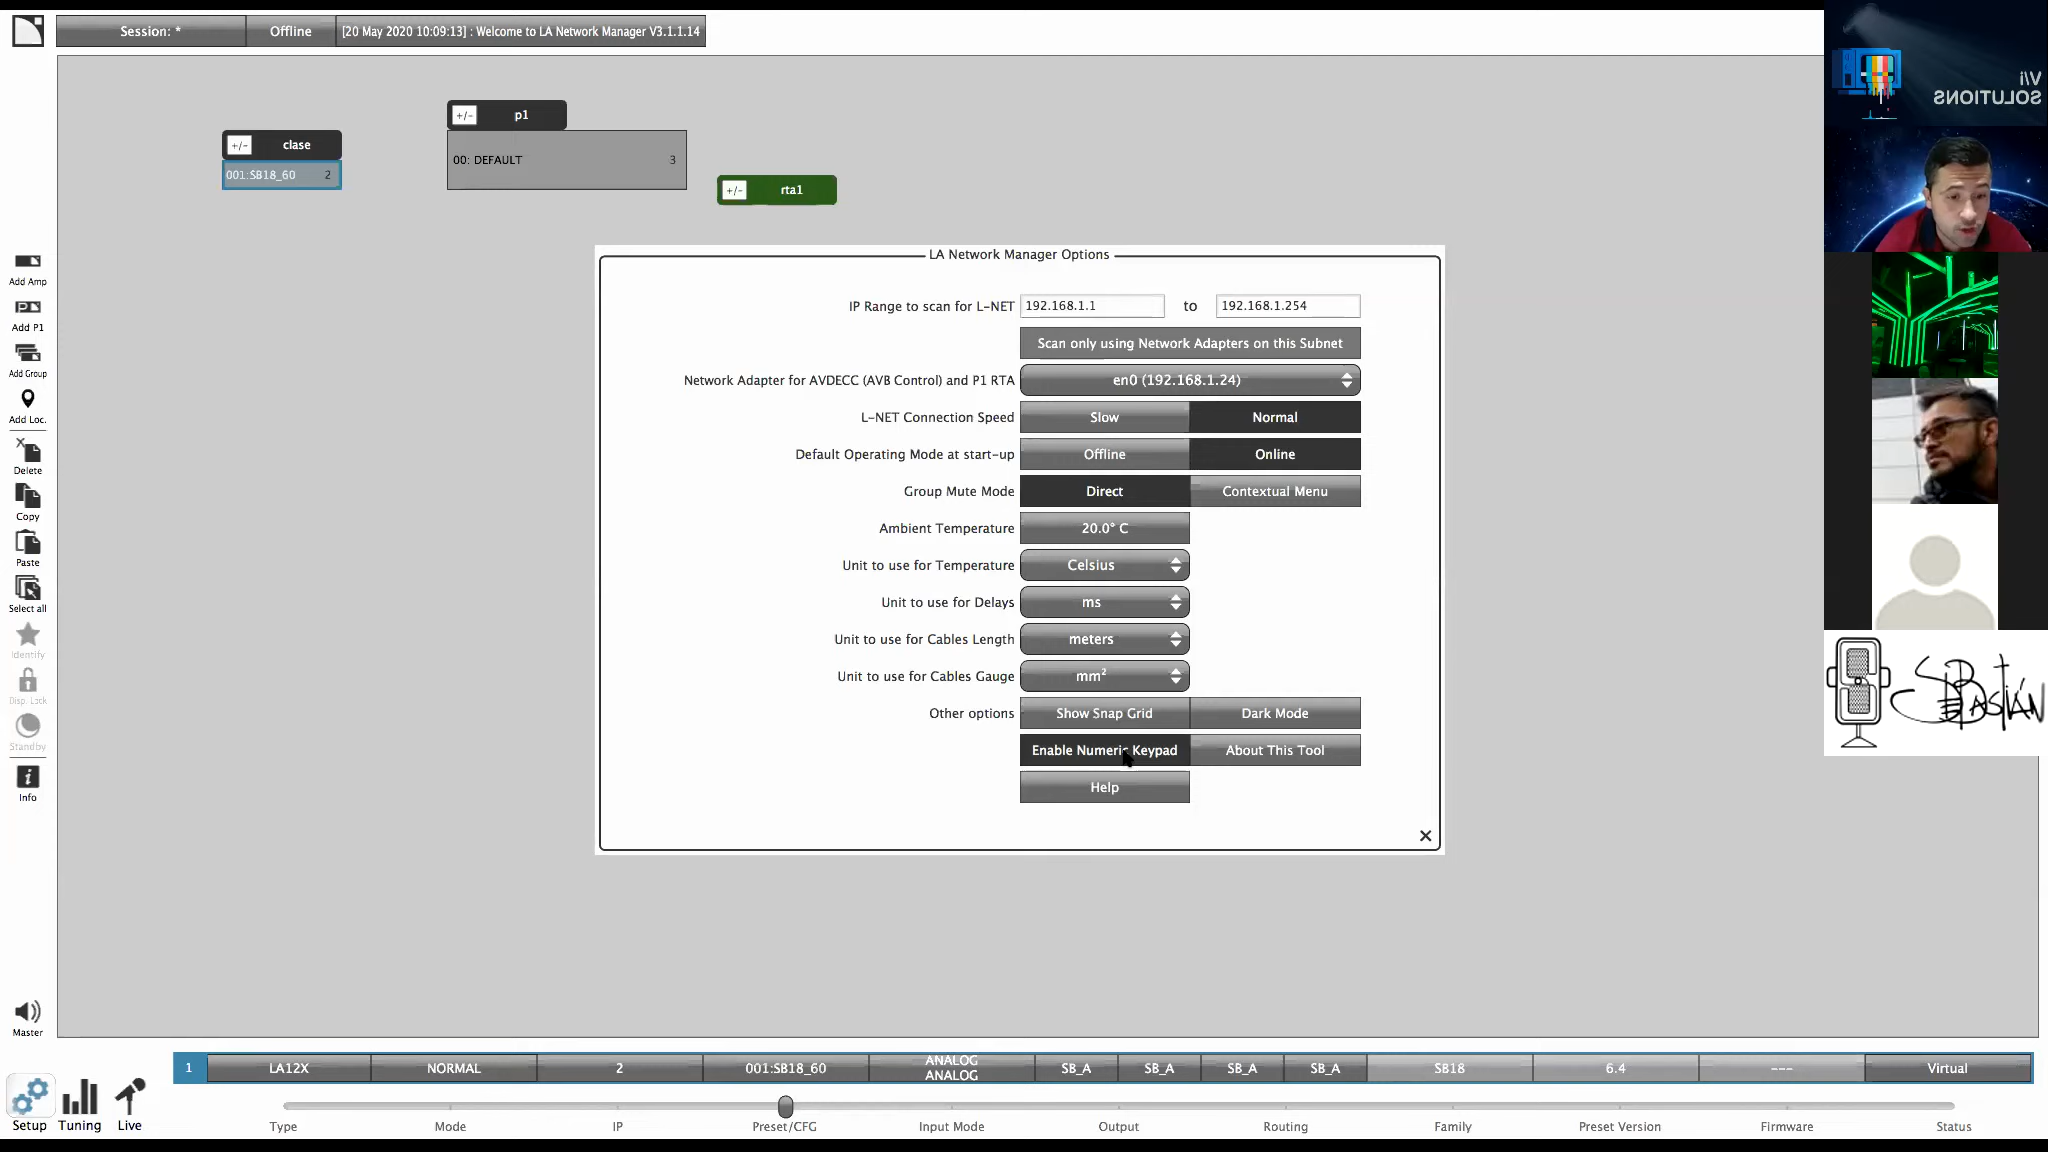 Session: *
Offline
[20 May 2020 10:09:13] : Welcome to LA Network Manager V3.1.1.14
V/i
SOLUTIONS
+/- p1
00: DEFAULT 3
+/- clase
001:SB18_60 2
+/- rta1
Add Amp
Add P1
Add Group
Add Loc.
Delete
Copy
Paste
Select all
Identify
Disp. Lock
Standby
Info
Master
LA Network Manager Options
IP Range to scan for L-NET 192.168.1.1 to 192.168.1.254
Scan only using Network Adapters on this Subnet
Network Adapter for AVDECC (AVB Control) and P1 RTA en0 (192.168.1.24)
L-NET Connection Speed Slow Normal
Default Operating Mode at start-up Offline Online
Group Mute Mode Direct Contextual Menu
Ambient Temperature 20.0° C
Unit to use for Temperature Celsius
Unit to use for Delays ms
Unit to use for Cables Length meters
Unit to use for Cables Gauge mm²
Other options Show Snap Grid Dark Mode
Enable Numeric Keypad About This Tool
Help
1 LA12X NORMAL 2 001:SB18_60 ANALOG SB_A SB_A SB_A SB_A SB18 6.4 --- Virtual
ANALOG
Setup Tuning Live
Type Mode IP Preset/CFG Input Mode Output Routing Family Preset Version Firmware Status